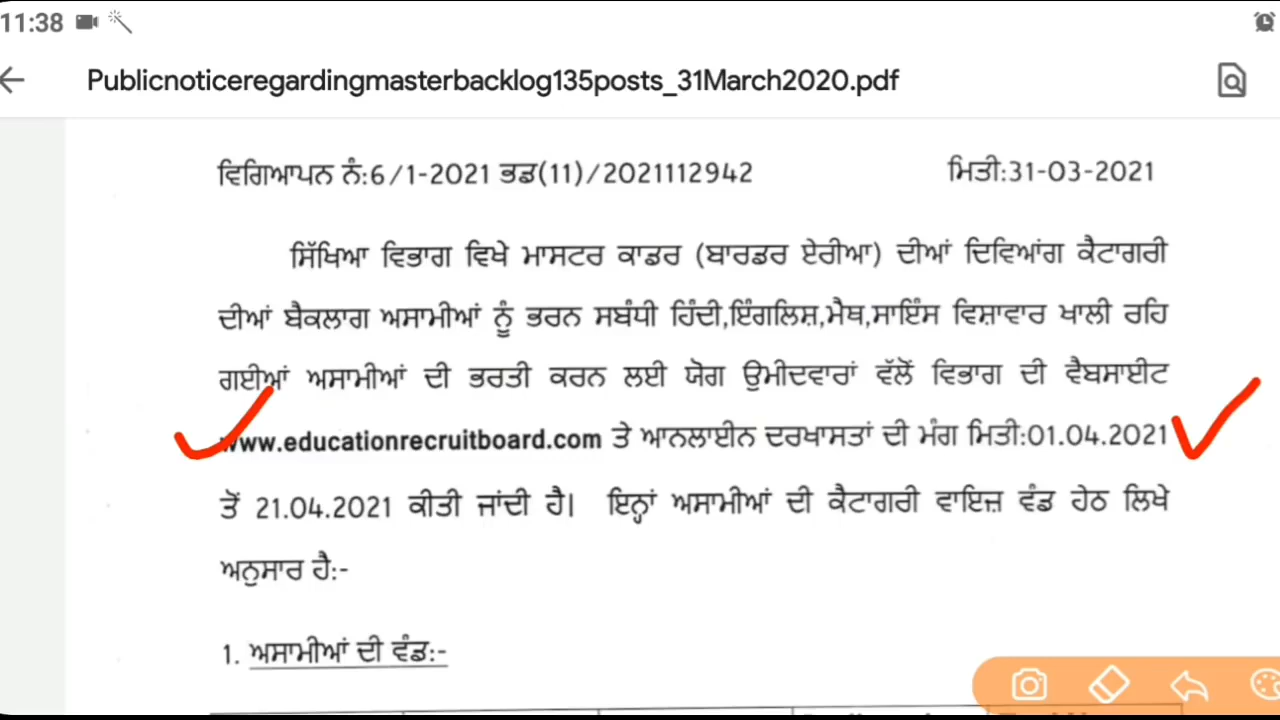 11:38
Publicnoticeregardingmasterbacklog135posts_31March2020.pdf
ਵਿਗਿਆਪਨ ਨੰ:6/1-2021 ਭਡ(11)/2021112942 ਮਿਤੀ:31-03-2021
ਸਿੱਖਿਆ ਵਿਭਾਗ ਵਿਖੇ ਮਾਸਟਰ ਕਾਡਰ (ਬਾਰਡਰ ਏਰੀਆ) ਦੀਆਂ ਦਿਵਿਆਂਗ ਕੈਟਾਗਰੀ
ਦੀਆਂ ਬੈਕਲਾਗ ਅਸਾਮੀਆਂ ਨੂੰ ਭਰਨ ਸਬੰਧੀ ਹਿੰਦੀ,ਇੰਗਲਿਸ਼,ਮੈਥ,ਸਾਇੰਸ ਵਿਸ਼ਾਵਾਰ ਖਾਲੀ ਰਹਿ
ਗਈਆਂ ਅਸਾਮੀਆਂ ਦੀ ਭਰਤੀ ਕਰਨ ਲਈ ਯੋਗ ਉਮੀਦਵਾਰਾਂ ਵੱਲੋਂ ਵਿਭਾਗ ਦੀ ਵੈਬਸਾਈਟ
www.educationrecruitboard.com ਤੇ ਆਨਲਾਈਨ ਦਰਖਾਸਤਾਂ ਦੀ ਮੰਗ ਮਿਤੀ:01.04.2021
ਤੋਂ 21.04.2021 ਕੀਤੀ ਜਾਂਦੀ ਹੈ। ਇਨ੍ਹਾਂ ਅਸਾਮੀਆਂ ਦੀ ਕੈਟਾਗਰੀ ਵਾਇਜ਼ ਵੰਡ ਹੇਠ ਲਿਖੇ
ਅਨੁਸਾਰ ਹੈ:-
1. ਅਸਾਮੀਆਂ ਦੀ ਵੰਡ:-